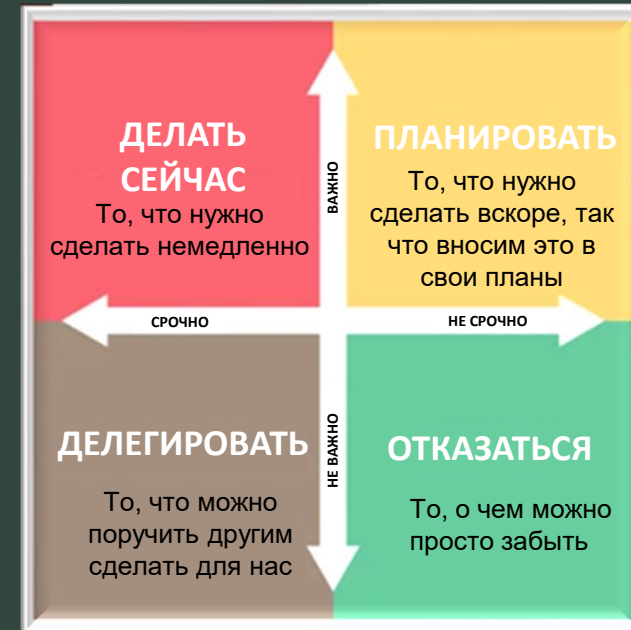 ДЕЛАТЬ
СЕЙЧАС
То, что нужно
сделать немедленно
ПЛАНИРОВАТЬ
То, что нужно
сделать вскоре, так
что вносим это в
свои планы
ВАЖНО
СРОЧНО
НЕ СРОЧНО
НЕ ВАЖНО
ДЕЛЕГИРОВАТЬ
То, что можно
поручить другим
сделать для нас
ОТКАЗАТЬСЯ
То, о чем можно
просто забыть